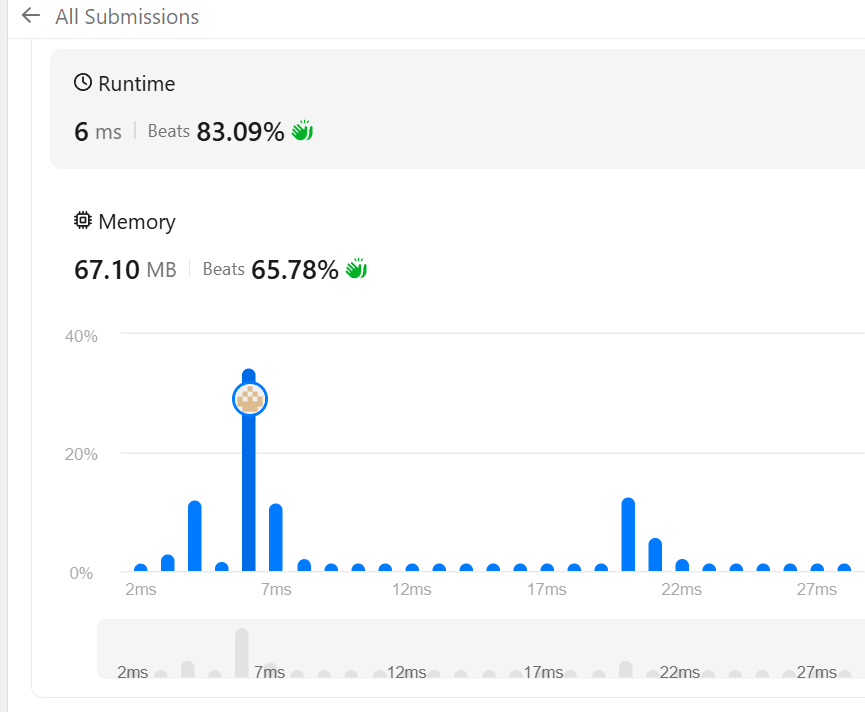 All Submissions
Runtime
6 ms Beats 83.09%
Memory
67.10 MB Beats 65.78%
40%
20%
0%
2ms 7ms 12ms 17ms 22ms 27ms
2ms 7ms 12ms 17ms 22ms 27ms